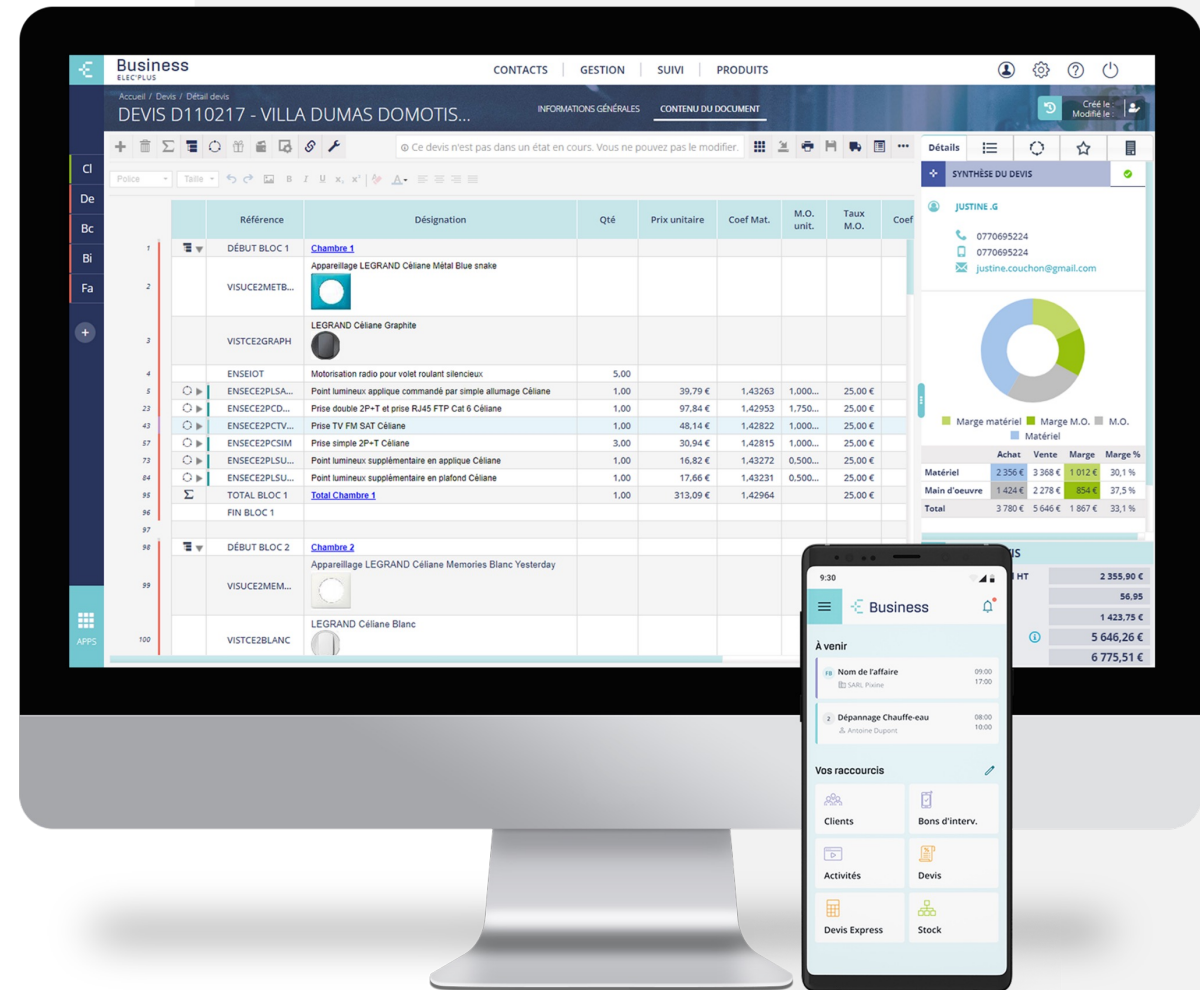 Business
ELEC'PLUS
CONTACTS GESTION SUIVI PRODUITS
Accueil / Devis / Détail devis
DEVIS D110217 - VILLA DUMAS DOMOTIS...
INFORMATIONS GÉNÉRALES CONTENU DU DOCUMENT
Créé le :
Modifié le :
Ce devis n'est pas dans un état en cours. Vous ne pouvez pas le modifier.
Police Taille B I U x, x² A
Cl
De
Bc
Bi
Fa
APPS
Référence Désignation Qté Prix unitaire Coef Mat. M.O. unit. Taux M.O. Coef
1 DÉBUT BLOC 1 Chambre 1
2 VISUCE2METB... Appareillage LEGRAND Céliane Métal Blue snake
3 VISTCE2GRAPH LEGRAND Céliane Graphite
4 ENSEIOT Motorisation radio pour volet roulant silencieux 5,00
5 ENSECE2PLSA... Point lumineux applique commandé par simple allumage Céliane 1,00 39,79 € 1,43263 1,000... 25,00 €
23 ENSECE2PCD... Prise double 2P+T et prise RJ45 FTP Cat 6 Céliane 1,00 97,84 € 1,42953 1,750... 25,00 €
43 ENSECE2PCTV... Prise TV FM SAT Céliane 1,00 48,14 € 1,42822 1,000... 25,00 €
57 ENSECE2PCSIM Prise simple 2P+T Céliane 3,00 30,94 € 1,42815 1,000... 25,00 €
73 ENSECE2PLSU... Point lumineux supplémentaire en applique Céliane 1,00 16,82 € 1,43272 0,500... 25,00 €
84 ENSECE2PLSU... Point lumineux supplémentaire en plafond Céliane 1,00 17,66 € 1,43231 0,500... 25,00 €
95 Σ TOTAL BLOC 1 Total Chambre 1 1,00 313,09 € 1,42964 25,00 €
96 FIN BLOC 1
97
98 DÉBUT BLOC 2 Chambre 2
99 VISUCE2MEM... Appareillage LEGRAND Céliane Memories Blanc Yesterday
100 VISTCE2BLANC LEGRAND Céliane Blanc
Détails
SYNTHÈSE DU DEVIS
JUSTINE .G
0770695224
0770695224
justine.couchon@gmail.com
Marge matériel Marge M.O. M.O.
Matériel
Achat Vente Marge Marge %
Matériel 2 356 € 3 368 € 1 012 € 30,1 %
Main d'oeuvre 1 424 € 2 278 € 854 € 37,5 %
Total 3 780 € 5 646 € 1 867 € 33,1 %
IS
HT 2 355,90 €
56,95
1 423,75 €
5 646,26 €
6 775,51 €
9:30
Business
À venir
FB Nom de l'affaire 09:00
SARL Pixine 17:00
2 Dépannage Chauffe-eau 08:00
Antoine Dupont 10:00
Vos raccourcis
Clients Bons d'interv.
Activités Devis
Devis Express Stock